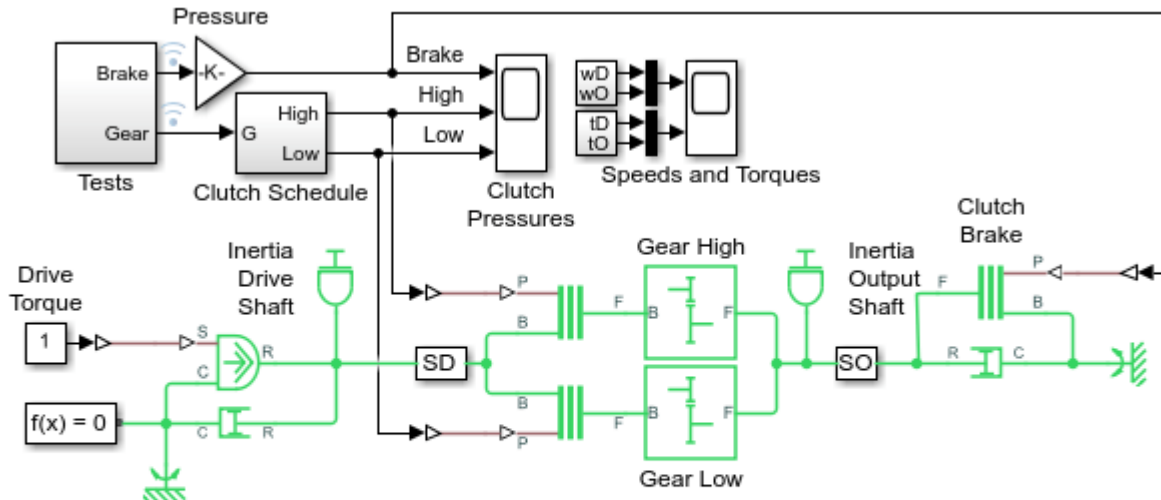 Pressure
Brake
-K-
Brake
Gear
Tests
G
High
Low
Clutch Schedule
High
Low
Clutch
Pressures
wD
wO
tD
tO
Speeds and Torques
Drive
Torque
1
S
C
R
f(x) = 0
C
R
Inertia
Drive
Shaft
SD
P
B
F
B
P
F
Gear High
B
F
B
F
Gear Low
Inertia
Output
Shaft
SO
Clutch
Brake
F
P
B
R
C